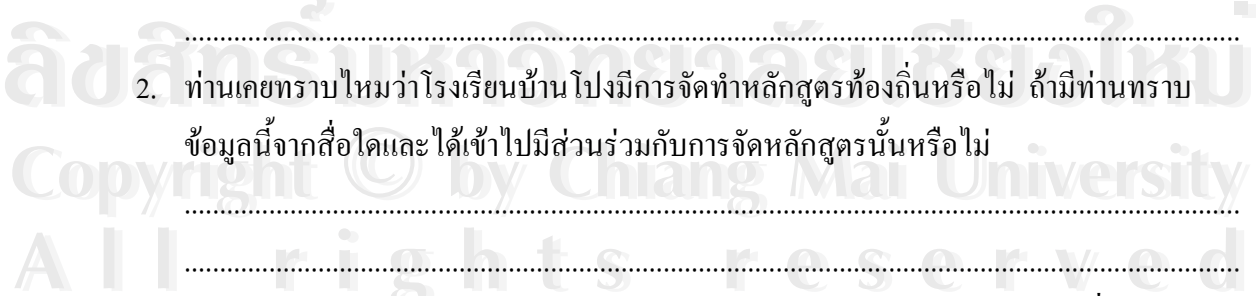 ........................................................................................................................................
2. ท่านเคยทราบไหมว่าโรงเรียนบ้านโปงมีการจัดทำหลักสูตรท้องถิ่นหรือไม่ ถ้ามีท่านทราบ
ข้อมูลนี้จากสื่อใดและได้เข้าไปมีส่วนร่วมกับการจัดหลักสูตรนั้นหรือไม่
........................................................................................................................................
........................................................................................................................................
ลิขสิทธิ์มหาวิทยาลัยเชียงใหม่
Copyright © by Chiang Mai University
All rights reserved